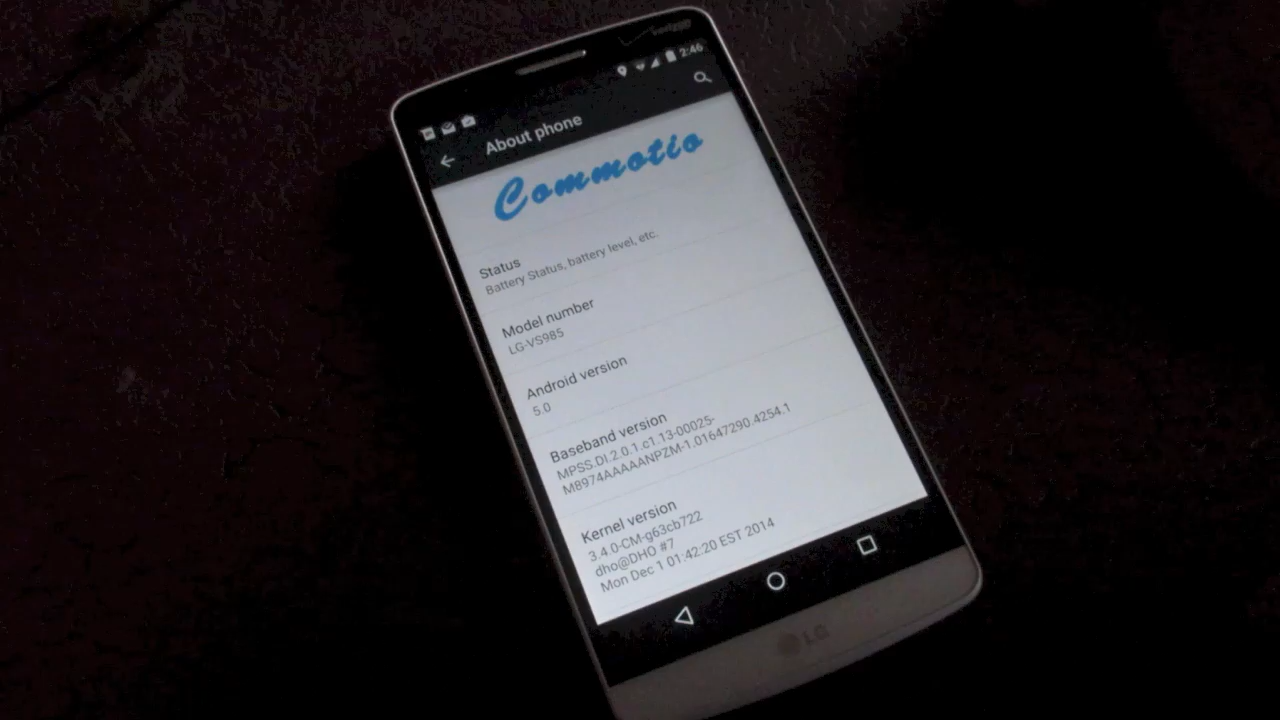 verizon
2:46
About phone
Commotio
Status
Battery Status, battery level, etc.
Model number
LG-VS985
Android version
5.0
Baseband version
MPSS.DI.2.0.1.c1.13-00025-
M8974AAAAANPZM-1.01647290.4254.1
Kernel version
3.4.0-CM-g63cb722
dho@DHO #7
Mon Dec 1 01:42:20 EST 2014
LG